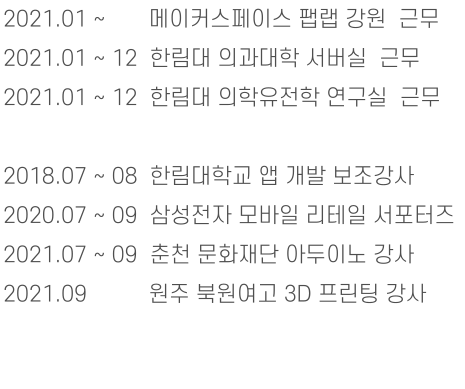 2021.01 ~ 메이커스페이스 팹랩 강원 근무
2021.01 ~ 12 한림대 의과대학 서버실 근무
2021.01 ~ 12 한림대 의학유전학 연구실 근무
2018.07 ~ 08 한림대학교 앱 개발 보조강사
2020.07 ~ 09 삼성전자 모바일 리테일 서포터즈
2021.07 ~ 09 춘천 문화재단 아두이노 강사
2021.09 원주 북원여고 3D 프린팅 강사